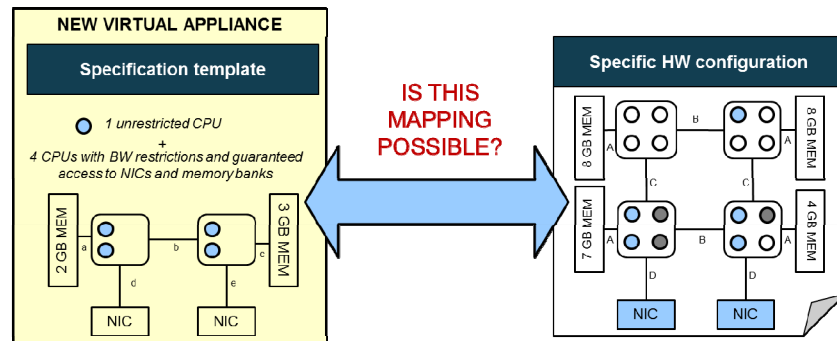 NEW VIRTUAL APPLIANCE
Specification template
1 unrestricted CPU
+
4 CPUs with BW restrictions and guaranteed
access to NICs and memory banks
2 GB MEM
a
b
c
3 GB MEM
d
e
NIC
NIC
IS THIS
MAPPING
POSSIBLE?
Specific HW configuration
8 GB MEM
A
B
A
8 GB MEM
C
C
7 GB MEM
A
B
A
4 GB MEM
D
D
NIC
NIC